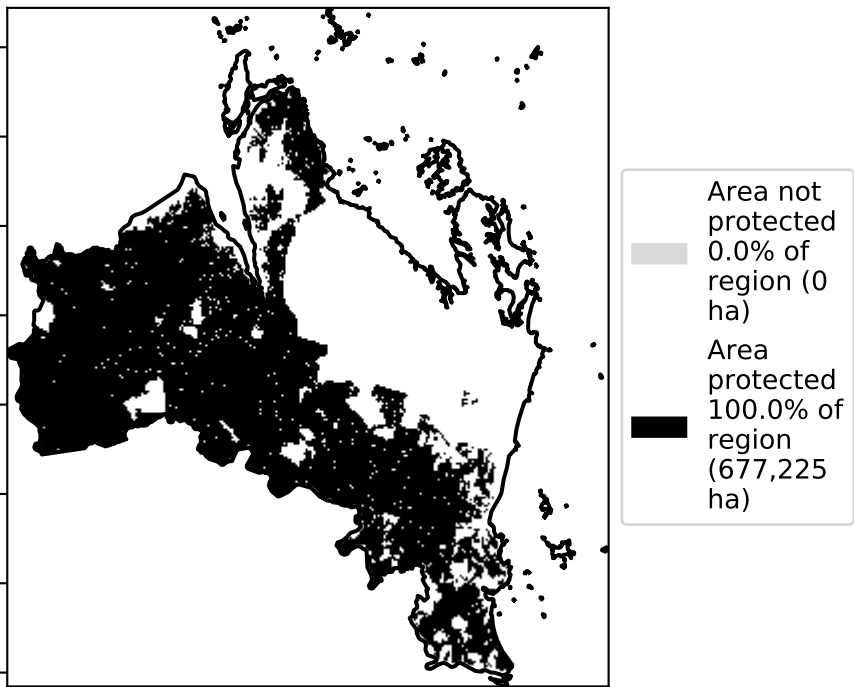 Area not
protected
0.0% of
region (0
ha)
Area
protected
100.0% of
region
(677,225
ha)